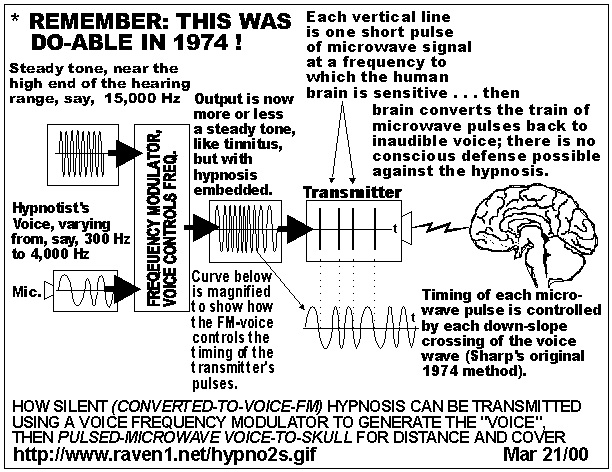 * REMEMBER: THIS WAS
DO-ABLE IN 1974 !
Steady tone, near the
high end of the hearing
range, say, 15,000 Hz
Each vertical line
is one short pulse
of microwave signal
at a frequency to
which the human
brain is sensitive . . . then
brain converts the train of
microwave pulses back to
inaudible voice; there is no
conscious defense possible
against the hypnosis.
Output is now
more or less
a steady tone,
like tinnitus,
but with
hypnosis
embedded.
FREQUENCY MODULATOR,
VOICE CONTROLS FREQ.
Transmitter
t
Hypnotist's
Voice, varying
from, say, 300 Hz
to 4,000 Hz
Mic.
Curve below
is magnified
to show how
the FM-voice
controls the
timing of the
transmitter's
pulses.
t
Timing of each micro-
wave pulse is controlled
by each down-slope
crossing of the voice
wave (Sharp's original
1974 method).
HOW SILENT (CONVERTED-TO-VOICE-FM) HYPNOSIS CAN BE TRANSMITTED
USING A VOICE FREQUENCY MODULATOR TO GENERATE THE "VOICE",
THEN PULSED-MICROWAVE VOICE-TO-SKULL FOR DISTANCE AND COVER
http://www.raven1.net/hypno2s.gif Mar 21/00